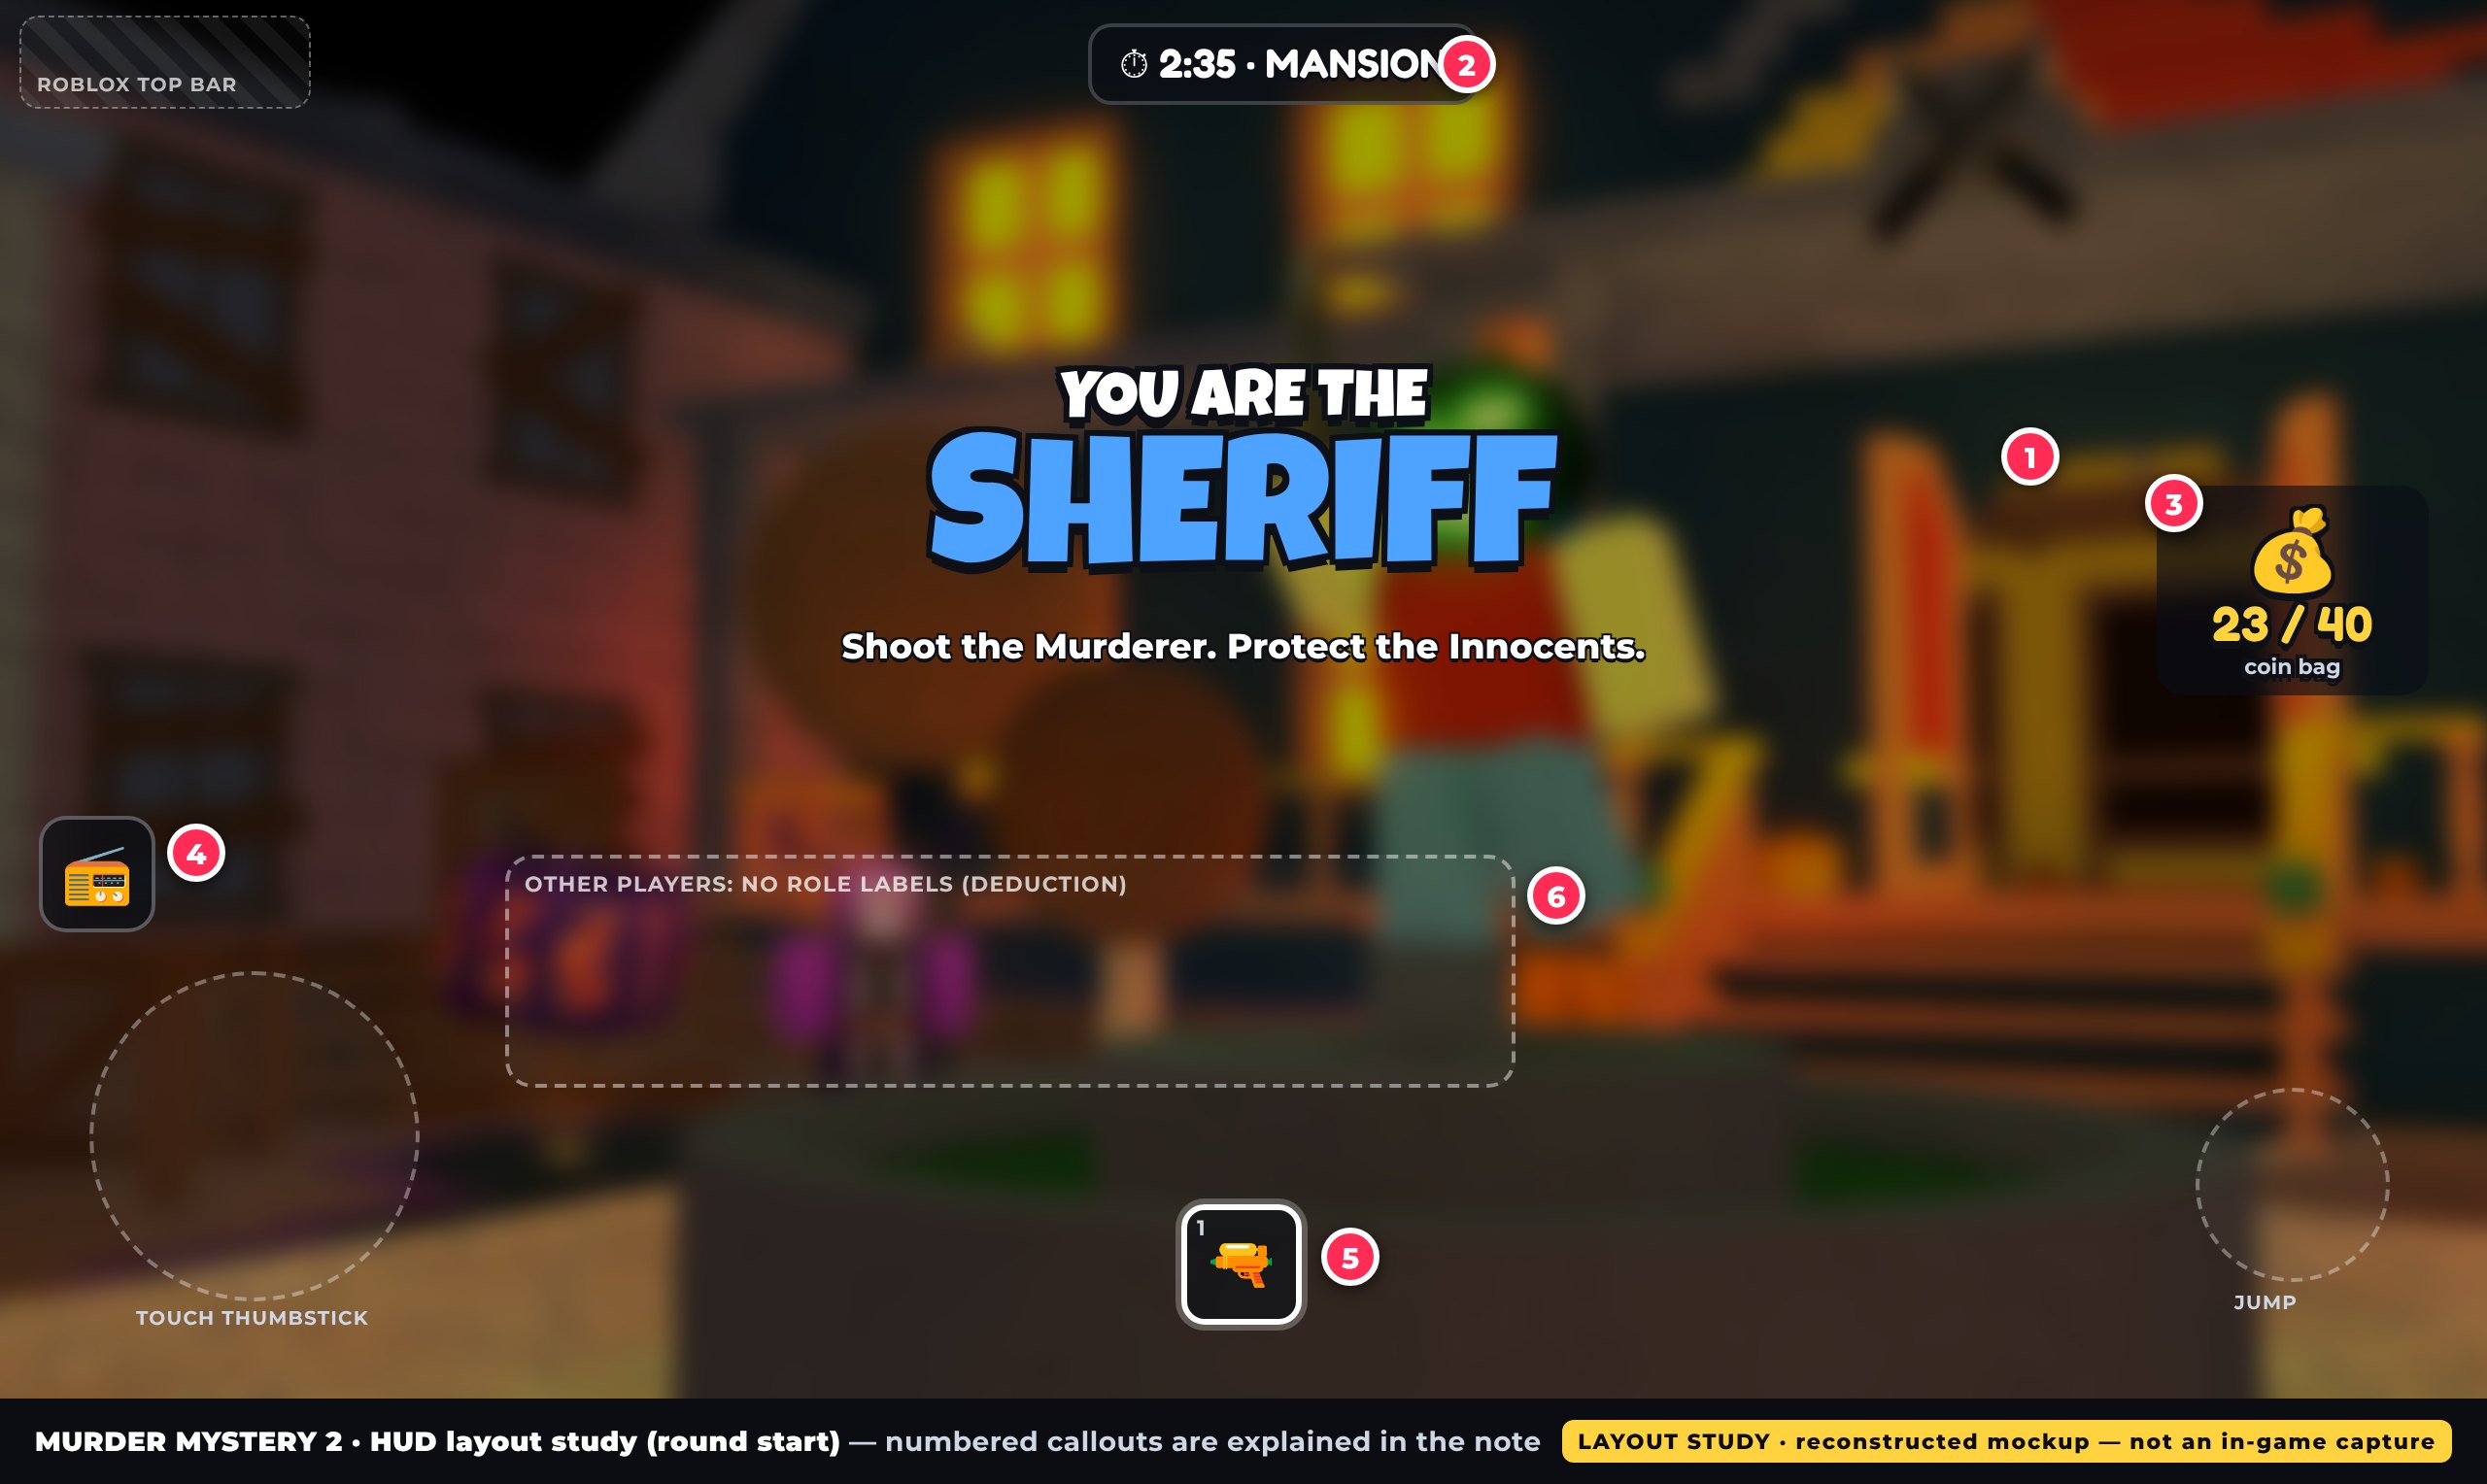 ROBLOX TOP BAR
2:35 · MANSION
2
YOU ARE THE
SHERIFF
Shoot the Murderer. Protect the Innocents.
1
3
$
23 / 40
coin bag
4
OTHER PLAYERS: NO ROLE LABELS (DEDUCTION)
6
1
5
TOUCH THUMBSTICK
JUMP
MURDER MYSTERY 2 · HUD layout study (round start) — numbered callouts are explained in the note
LAYOUT STUDY · reconstructed mockup — not an in-game capture